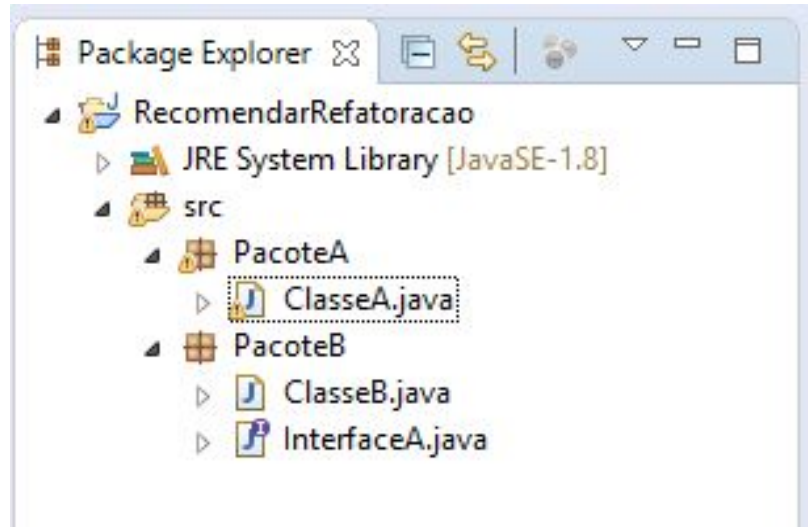 Package Explorer
RecomendarRefatoracao
JRE System Library [JavaSE-1.8]
src
PacoteA
ClasseA.java
PacoteB
ClasseB.java
InterfaceA.java